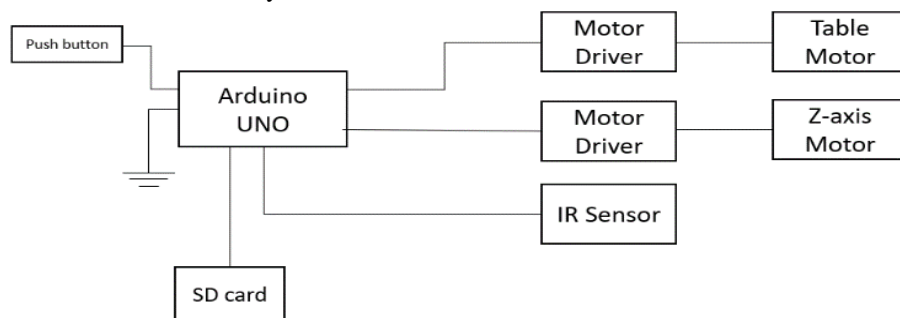 Push button
Arduino
UNO
Motor
Driver
Table
Motor
Motor
Driver
Z-axis
Motor
IR Sensor
SD card